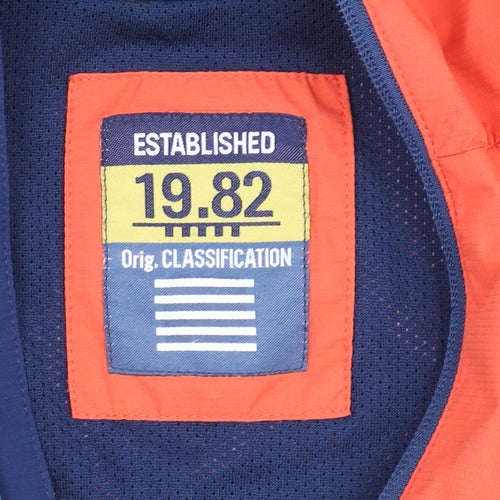 ESTABLISHED
19.82
Orig. CLASSIFICATION